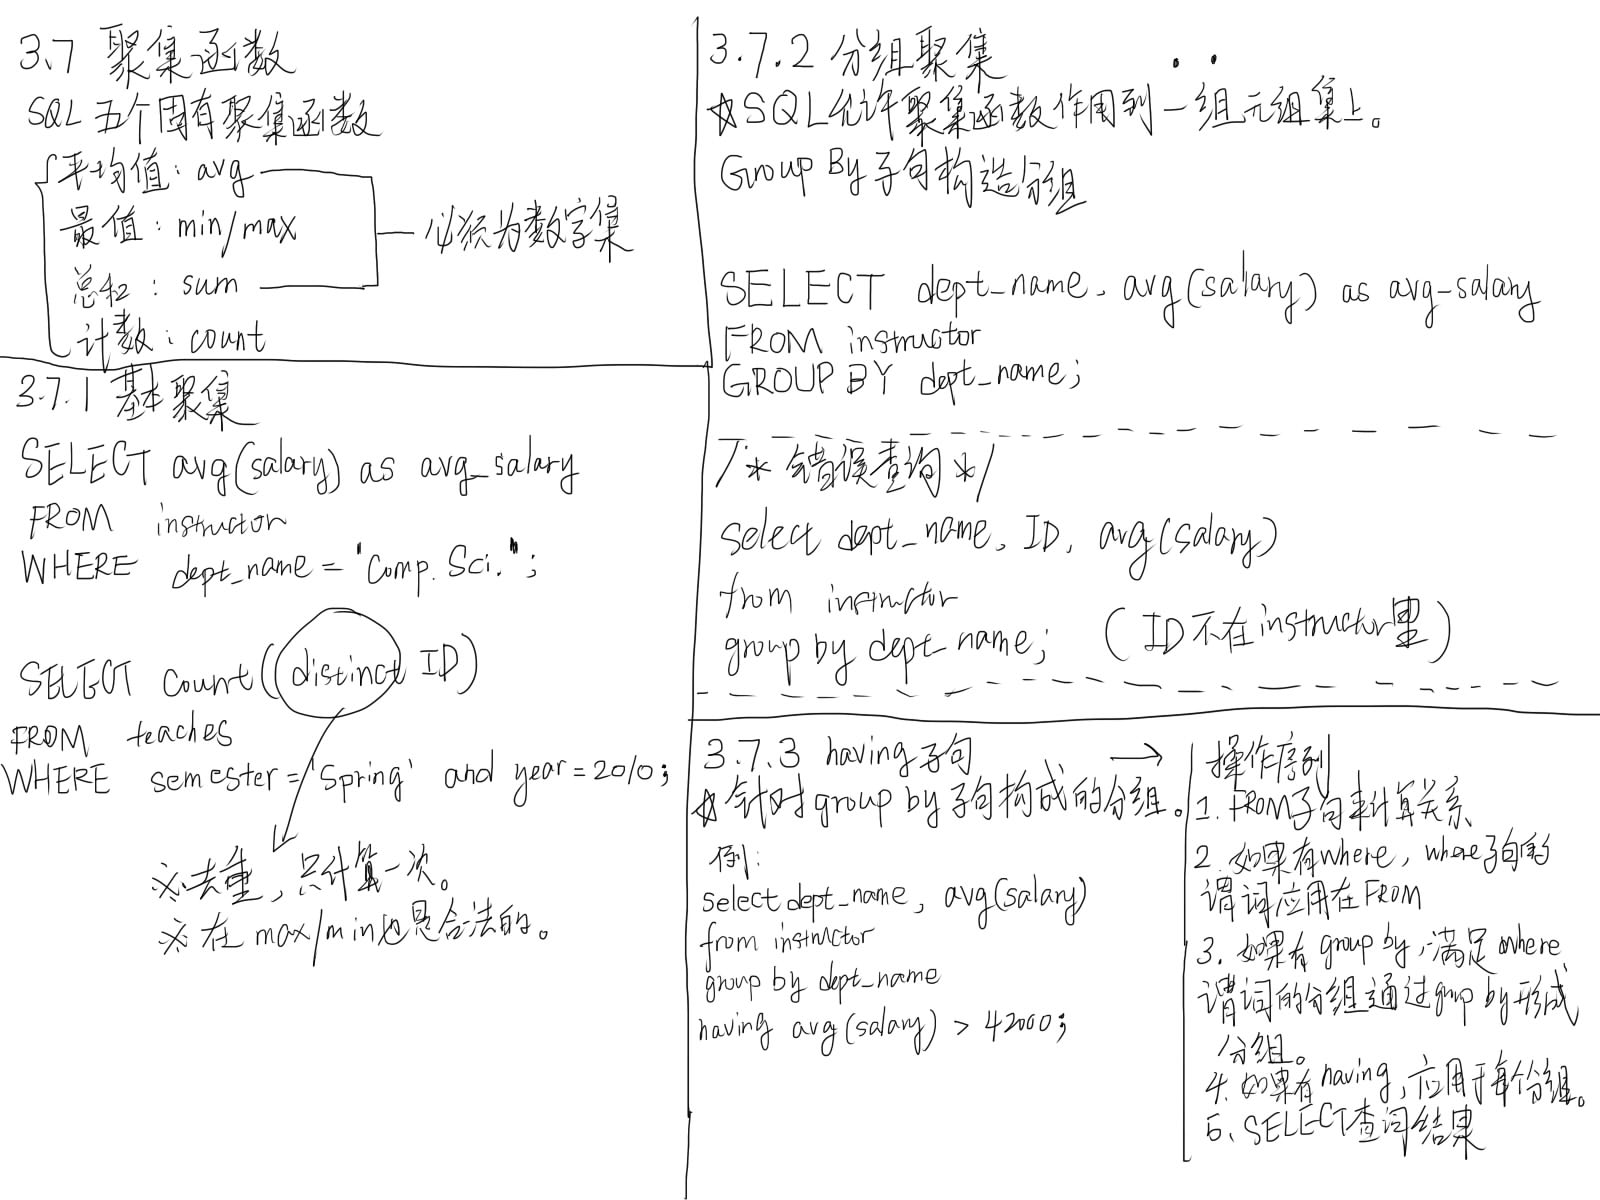 3.7 聚集函数
SQL 五个固有聚集函数
平均值: avg
最值: min/max
总和: sum
计数: count
必须为数字集
3.7.1 基本聚集
SELECT avg(salary) as avg_salary
FROM instructor
WHERE dept_name = "Comp. Sci.";
SELECT count(distinct ID)
FROM teaches
WHERE semester = 'Spring' and year = 2010;
※去重, 只计算一次。
※在 max/min也是合法的。
3.7.2 分组聚集
☆SQL允许聚集函数作用到一组元组集上。
Group By 子句构造分组
SELECT dept_name, avg(salary) as avg-salary
FROM instructor
GROUP BY dept_name;
/* 错误查询 */
select dept_name, ID, avg(salary)
from instructor
group by dept_name;
(ID不在instructor里)
3.7.3 having子句 →
☆针对group by子句构成的分组。
例:
select dept_name, avg(salary)
from instructor
group by dept_name
having avg(salary) > 42000;
操作序列
1. FROM子句来计算关系
2. 如果有where, where子句的
谓词应用在FROM
3. 如果有 group by, 满足 where
谓词的分组通过group by形成
分组。
4. 如果有having, 应用于每个分组。
5、SELECT查词结果